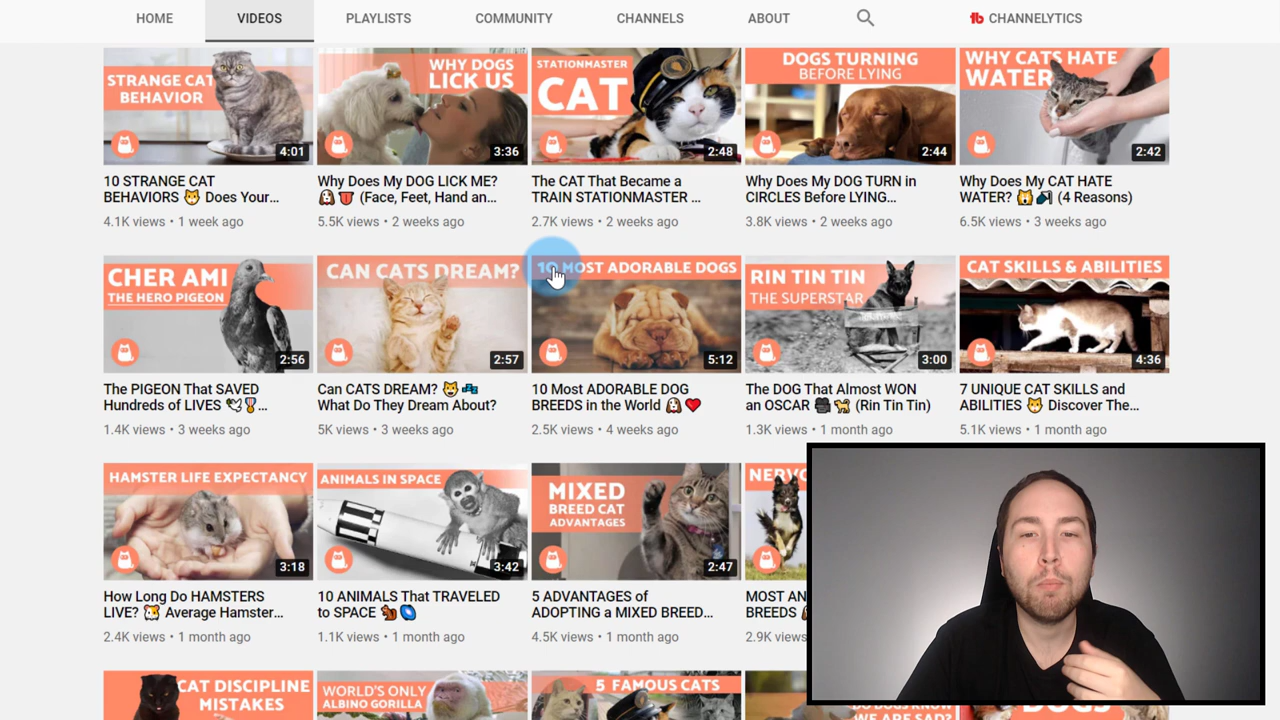 HOME
VIDEOS
PLAYLISTS
COMMUNITY
CHANNELS
ABOUT
CHANNELYTICS
STRANGE CAT
BEHAVIOR
4:01
WHY DOGS
LICK US
3:36
STATIONMASTER
CAT
2:48
DOGS TURNING
BEFORE LYING
2:44
WHY CATS HATE
WATER
2:42
10 STRANGE CAT
BEHAVIORS 🐱 Does Your...
4.1K views • 1 week ago
Why Does My DOG LICK ME?
🐶👅 (Face, Feet, Hand an...
5.5K views • 2 weeks ago
The CAT That Became a
TRAIN STATIONMASTER ...
2.7K views • 2 weeks ago
Why Does My DOG TURN in
CIRCLES Before LYING...
3.8K views • 2 weeks ago
Why Does My CAT HATE
WATER? (4 Reasons)
6.5K views • 3 weeks ago
CHER AMI
THE HERO PIGEON
2:56
CAN CATS DREAM?
2:57
10 MOST ADORABLE DOGS
5:12
RIN TIN TIN
THE SUPERSTAR
3:00
CAT SKILLS & ABILITIES
4:36
The PIGEON That SAVED
Hundreds of LIVES 🕊🎖...
1.4K views • 3 weeks ago
Can CATS DREAM? 🐱💤
What Do They Dream About?
5K views • 3 weeks ago
10 Most ADORABLE DOG
BREEDS in the World 🐶❤
2.5K views • 4 weeks ago
The DOG That Almost WON
an OSCAR 🎥🐕 (Rin Tin Tin)
1.3K views • 1 month ago
7 UNIQUE CAT SKILLS and
ABILITIES 🐱 Discover The...
5.1K views • 1 month ago
HAMSTER LIFE EXPECTANCY
3:18
ANIMALS IN SPACE
3:42
MIXED
BREED CAT
ADVANTAGES
2:47
How Long Do HAMSTERS
LIVE? 🐹 Average Hamster...
2.4K views • 1 month ago
10 ANIMALS That TRAVELED
to SPACE 🐿🌌
1.1K views • 1 month ago
5 ADVANTAGES of
ADOPTING a MIXED BREED...
4.5K views • 1 month ago
BREEDS
2.9K views
CAT DISCIPLINE
MISTAKES
WORLD'S ONLY
ALBINO GORILLA
5 FAMOUS CATS
WE ARE SAD?
DOGS